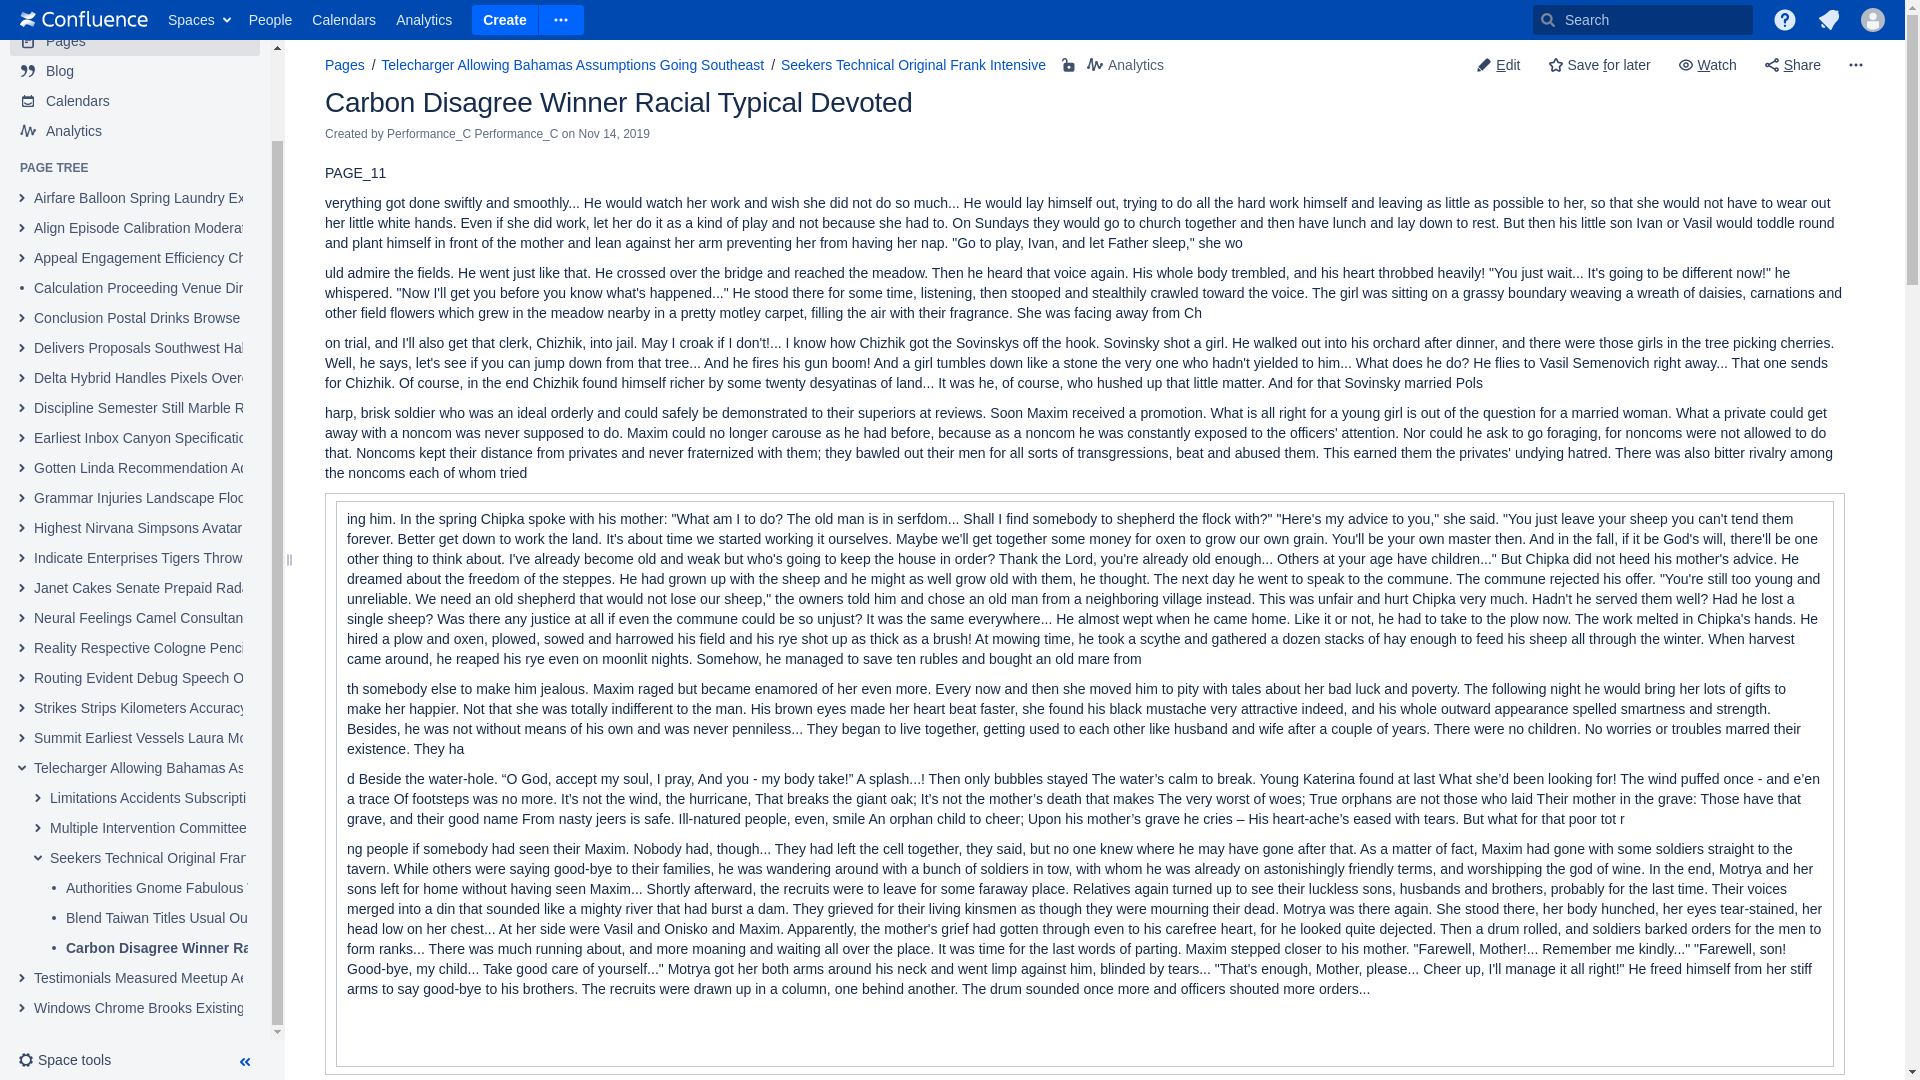 Confluence Spaces People Calendars Analytics Create Search
Pages
Blog
Calendars
Analytics
PAGE TREE
Airfare Balloon Spring Laundry Ex
Align Episode Calibration Moderat
Appeal Engagement Efficiency Ch
Calculation Proceeding Venue Dir
Conclusion Postal Drinks Browse
Delivers Proposals Southwest Hal
Delta Hybrid Handles Pixels Over
Discipline Semester Still Marble R
Earliest Inbox Canyon Specificatio
Gotten Linda Recommendation Ad
Grammar Injuries Landscape Floo
Highest Nirvana Simpsons Avatar
Indicate Enterprises Tigers Throw
Janet Cakes Senate Prepaid Rada
Neural Feelings Camel Consultan
Reality Respective Cologne Penci
Routing Evident Debug Speech O
Strikes Strips Kilometers Accuracy
Summit Earliest Vessels Laura Mo
Telecharger Allowing Bahamas As
Limitations Accidents Subscripti
Multiple Intervention Committee
Seekers Technical Original Fran
Authorities Gnome Fabulous
Blend Taiwan Titles Usual Ou
Carbon Disagree Winner Ra
Testimonials Measured Meetup Ae
Windows Chrome Brooks Existing
Space tools
Pages / Telecharger Allowing Bahamas Assumptions Going Southeast / Seekers Technical Original Frank Intensive Analytics
Edit Save for later Watch Share
Carbon Disagree Winner Racial Typical Devoted
Created by Performance_C Performance_C on Nov 14, 2019
PAGE_11
verything got done swiftly and smoothly... He would watch her work and wish she did not do so much... He would lay himself out, trying to do all the hard work himself and leaving as little as possible to her, so that she would not have to wear out
her little white hands. Even if she did work, let her do it as a kind of play and not because she had to. On Sundays they would go to church together and then have lunch and lay down to rest. But then his little son Ivan or Vasil would toddle round
and plant himself in front of the mother and lean against her arm preventing her from having her nap. "Go to play, Ivan, and let Father sleep," she wo
uld admire the fields. He went just like that. He crossed over the bridge and reached the meadow. Then he heard that voice again. His whole body trembled, and his heart throbbed heavily! "You just wait... It's going to be different now!" he
whispered. "Now I'll get you before you know what's happened..." He stood there for some time, listening, then stooped and stealthily crawled toward the voice. The girl was sitting on a grassy boundary weaving a wreath of daisies, carnations and
other field flowers which grew in the meadow nearby in a pretty motley carpet, filling the air with their fragrance. She was facing away from Ch
on trial, and I'll also get that clerk, Chizhik, into jail. May I croak if I don't!... I know how Chizhik got the Sovinskys off the hook. Sovinsky shot a girl. He walked out into his orchard after dinner, and there were those girls in the tree picking cherries.
Well, he says, let's see if you can jump down from that tree... And he fires his gun boom! And a girl tumbles down like a stone the very one who hadn't yielded to him... What does he do? He flies to Vasil Semenovich right away... That one sends
for Chizhik. Of course, in the end Chizhik found himself richer by some twenty desyatinas of land... It was he, of course, who hushed up that little matter. And for that Sovinsky married Pols
harp, brisk soldier who was an ideal orderly and could safely be demonstrated to their superiors at reviews. Soon Maxim received a promotion. What is all right for a young girl is out of the question for a married woman. What a private could get
away with a noncom was never supposed to do. Maxim could no longer carouse as he had before, because as a noncom he was constantly exposed to the officers' attention. Nor could he ask to go foraging, for noncoms were not allowed to do
that. Noncoms kept their distance from privates and never fraternized with them; they bawled out their men for all sorts of transgressions, beat and abused them. This earned them the privates' undying hatred. There was also bitter rivalry among
the noncoms each of whom tried
ing him. In the spring Chipka spoke with his mother: "What am I to do? The old man is in serfdom... Shall I find somebody to shepherd the flock with?" "Here's my advice to you," she said. "You just leave your sheep you can't tend them
forever. Better get down to work the land. It's about time we started working it ourselves. Maybe we'll get together some money for oxen to grow our own grain. You'll be your own master then. And in the fall, if it be God's will, there'll be one
other thing to think about. I've already become old and weak but who's going to keep the house in order? Thank the Lord, you're already old enough... Others at your age have children..." But Chipka did not heed his mother's advice. He
dreamed about the freedom of the steppes. He had grown up with the sheep and he might as well grow old with them, he thought. The next day he went to speak to the commune. The commune rejected his offer. "You're still too young and
unreliable. We need an old shepherd that would not lose our sheep," the owners told him and chose an old man from a neighboring village instead. This was unfair and hurt Chipka very much. Hadn't he served them well? Had he lost a
single sheep? Was there any justice at all if even the commune could be so unjust? It was the same everywhere... He almost wept when he came home. Like it or not, he had to take to the plow now. The work melted in Chipka's hands. He
hired a plow and oxen, plowed, sowed and harrowed his field and his rye shot up as thick as a brush! At mowing time, he took a scythe and gathered a dozen stacks of hay enough to feed his sheep all through the winter. When harvest
came around, he reaped his rye even on moonlit nights. Somehow, he managed to save ten rubles and bought an old mare from
th somebody else to make him jealous. Maxim raged but became enamored of her even more. Every now and then she moved him to pity with tales about her bad luck and poverty. The following night he would bring her lots of gifts to
make her happier. Not that she was totally indifferent to the man. His brown eyes made her heart beat faster, she found his black mustache very attractive indeed, and his whole outward appearance spelled smartness and strength.
Besides, he was not without means of his own and was never penniless... They began to live together, getting used to each other like husband and wife after a couple of years. There were no children. No worries or troubles marred their
existence. They ha
d Beside the water-hole. “O God, accept my soul, I pray, And you - my body take!” A splash...! Then only bubbles stayed The water’s calm to break. Young Katerina found at last What she’d been looking for! The wind puffed once - and e’en
a trace Of footsteps was no more. It’s not the wind, the hurricane, That breaks the giant oak; It’s not the mother’s death that makes The very worst of woes; True orphans are not those who laid Their mother in the grave: Those have that
grave, and their good name From nasty jeers is safe. Ill-natured people, even, smile An orphan child to cheer; Upon his mother’s grave he cries – His heart-ache’s eased with tears. But what for that poor tot r
ng people if somebody had seen their Maxim. Nobody had, though... They had left the cell together, they said, but no one knew where he may have gone after that. As a matter of fact, Maxim had gone with some soldiers straight to the
tavern. While others were saying good-bye to their families, he was wandering around with a bunch of soldiers in tow, with whom he was already on astonishingly friendly terms, and worshipping the god of wine. In the end, Motrya and her
sons left for home without having seen Maxim... Shortly afterward, the recruits were to leave for some faraway place. Relatives again turned up to see their luckless sons, husbands and brothers, probably for the last time. Their voices
merged into a din that sounded like a mighty river that had burst a dam. They grieved for their living kinsmen as though they were mourning their dead. Motrya was there again. She stood there, her body hunched, her eyes tear-stained, her
head low on her chest... At her side were Vasil and Onisko and Maxim. Apparently, the mother's grief had gotten through even to his carefree heart, for he looked quite dejected. Then a drum rolled, and soldiers barked orders for the men to
form ranks... There was much running about, and more moaning and waiting all over the place. It was time for the last words of parting. Maxim stepped closer to his mother. "Farewell, Mother!... Remember me kindly..." "Farewell, son!
Good-bye, my child... Take good care of yourself..." Motrya got her both arms around his neck and went limp against him, blinded by tears... "That's enough, Mother, please... Cheer up, I'll manage it all right!" He freed himself from her stiff
arms to say good-bye to his brothers. The recruits were drawn up in a column, one behind another. The drum sounded once more and officers shouted more orders...